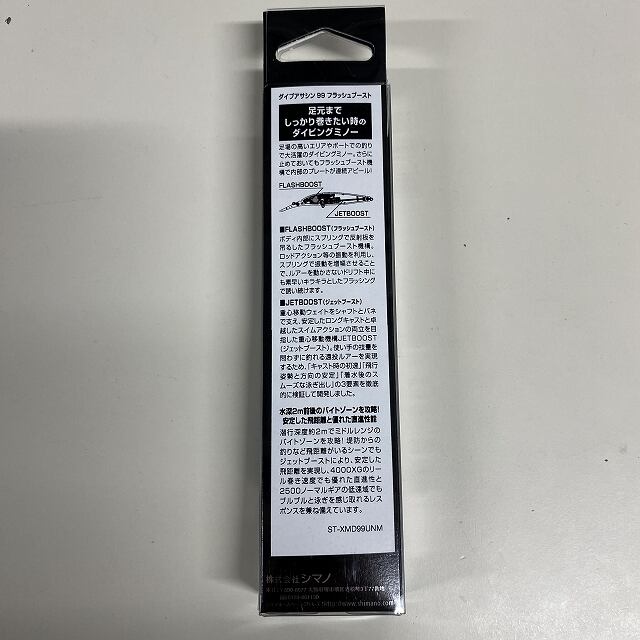 ダイブアサシン 99 フラッシュブースト
足元まで
しっかり巻きたい時の
ダイビングミノー
足場の高いエリアやボートでの釣り
で大活躍のダイビングミノー。さらに
止めておいてもフラッシュブースト機
構で内部のプレートが連続アピール!
FLASHBOOST
JETBOOST
■FLASHBOOST(フラッシュブースト)
ボディ内部にスプリングで反射板を
吊るしたフラッシュブースト機構。
ロッドアクション等の振動を利用し、
スプリングで振動を増幅させること
で、ルアーを動かさないドリフト中に
も素早いキラキラとしたフラッシング
で誘い続けます。
■JETBOOST(ジェットブースト)
重心移動ウェイトをシャフトとバネ
で支え、安定したロングキャストと卓
越したスイムアクションの両立を目
指した重心移動機構JETBOOST
(ジェットブースト)。使い手の技量を
問わずに釣れる遠投ルアーを実現
するため、「キャスト時の初速」「飛行
姿勢と方向の安定」「着水後のス
ムーズな泳ぎ出し」の3要素を徹底
的に検証して開発しました。
水深2m前後のバイトゾーンを攻略!
安定した飛距離と優れた直進性能
潜行深度約2mでミドルレンジの
バイトゾーンを攻略!堤防からの
釣りなど飛距離がいるシーンでも
ジェットブーストにより、安定した
飛距離を実現し、4000XGのリー
ル巻き速度でも優れた直進性と
2500ノーマルギアの低速域でも
ブルブルと泳ぎを感じ取れるレス
ポンスを兼ね備えています。
ST-XMD99UNM
株式会社シマノ
http://www.shimano.com